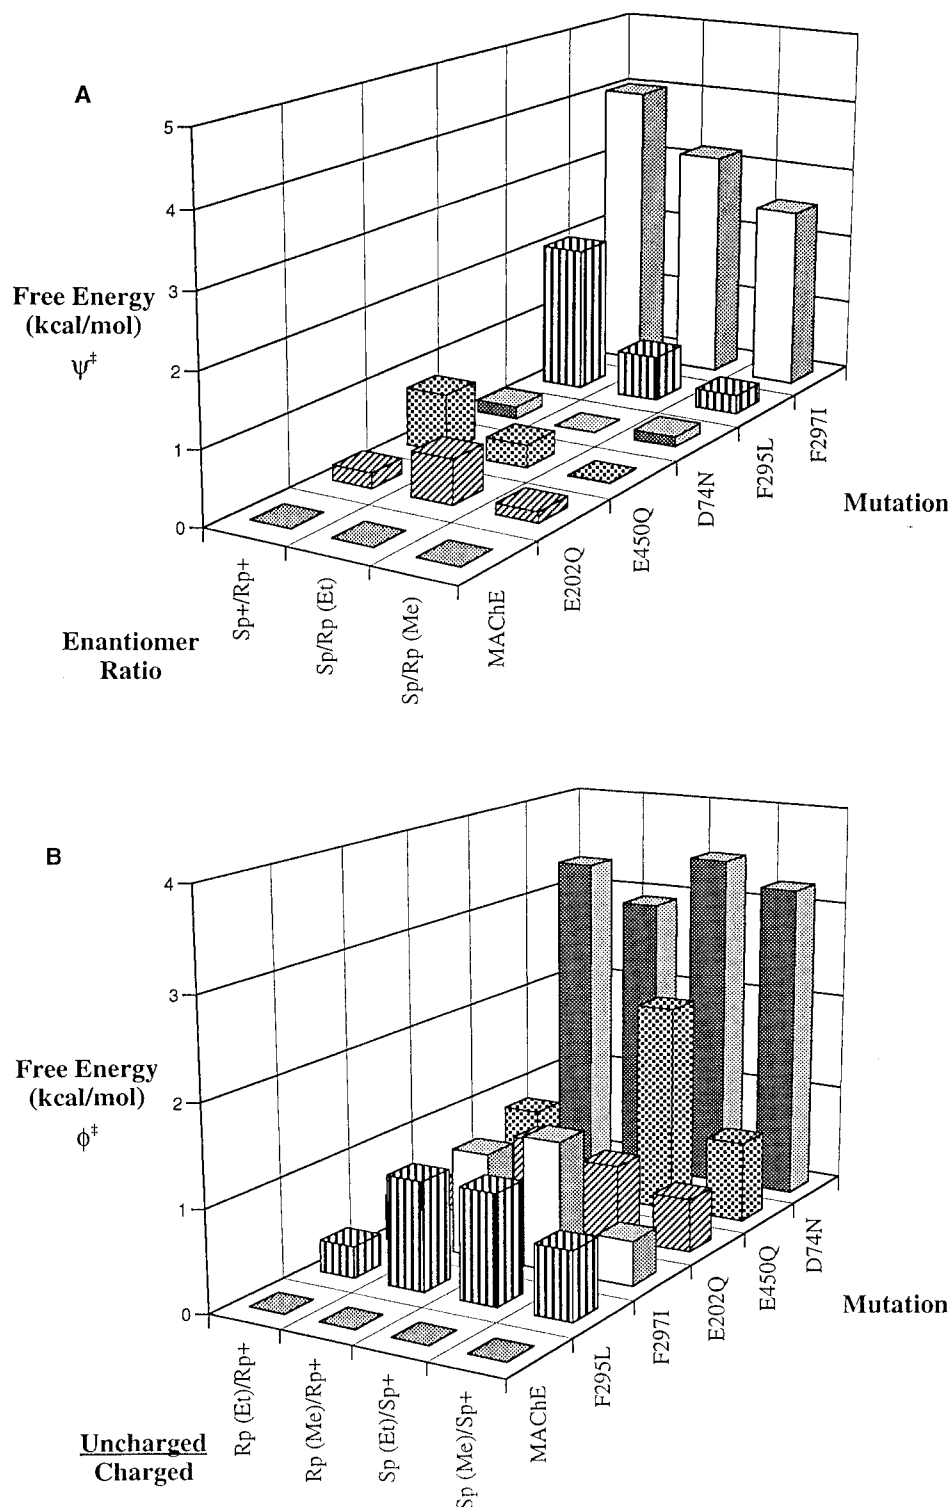 A
5
4
3
2
1
0
Free Energy
(kcal/mol)
ψ‡
Sp+/Rp+
Sp/Rp (Et)
Sp/Rp (Me)
Enantiomer
Ratio
MAChE
E202Q
E450Q
D74N
F295L
F297I
Mutation
B
4
3
2
1
0
Free Energy
(kcal/mol)
ϕ‡
Rp (Et)/Rp+
Rp (Me)/Rp+
Sp (Et)/Sp+
Sp (Me)/Sp+
Uncharged
Charged
MAChE
F295L
F297I
E202Q
E450Q
D74N
Mutation